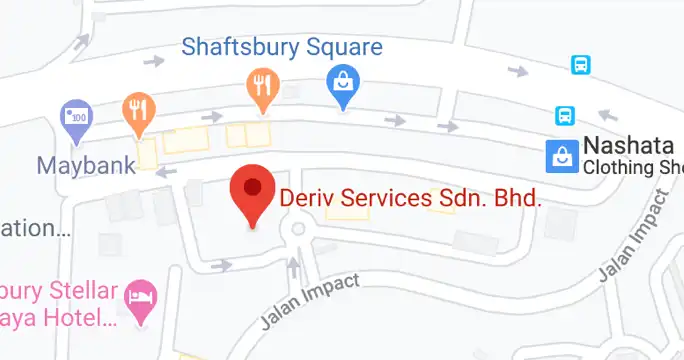 Shaftsbury Square
100
Maybank
Nashata
Clothing Sho
Deriv Services Sdn. Bhd.
ation...
bury Stellar
aya Hotel...
Jalan Impact
Jalan Impact